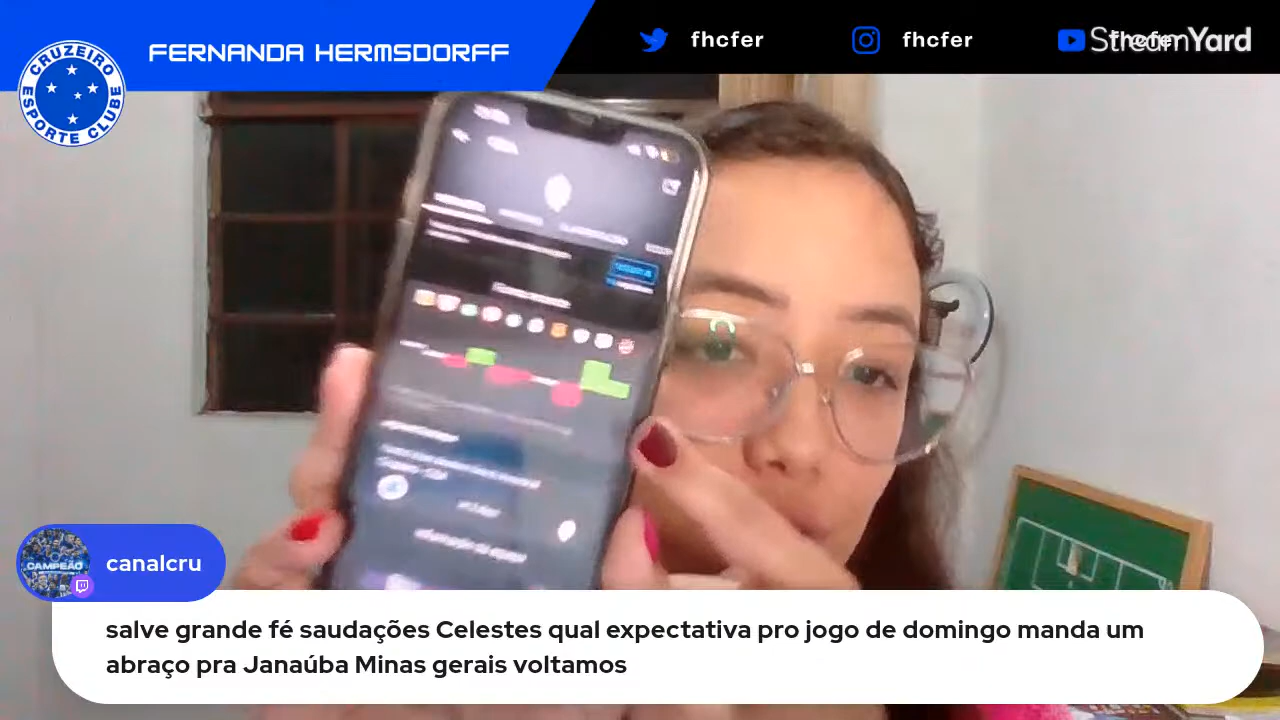 CRUZEIRO
ESPORTE CLUBE
FERNANDA HERMSDORFF
fhcfer
fhcfer
fhcfer
StreamYard
CAMPEÃO
canalcru
salve grande fé saudações Celestes qual expectativa pro jogo de domingo manda um
abraço pra Janaúba Minas gerais voltamos